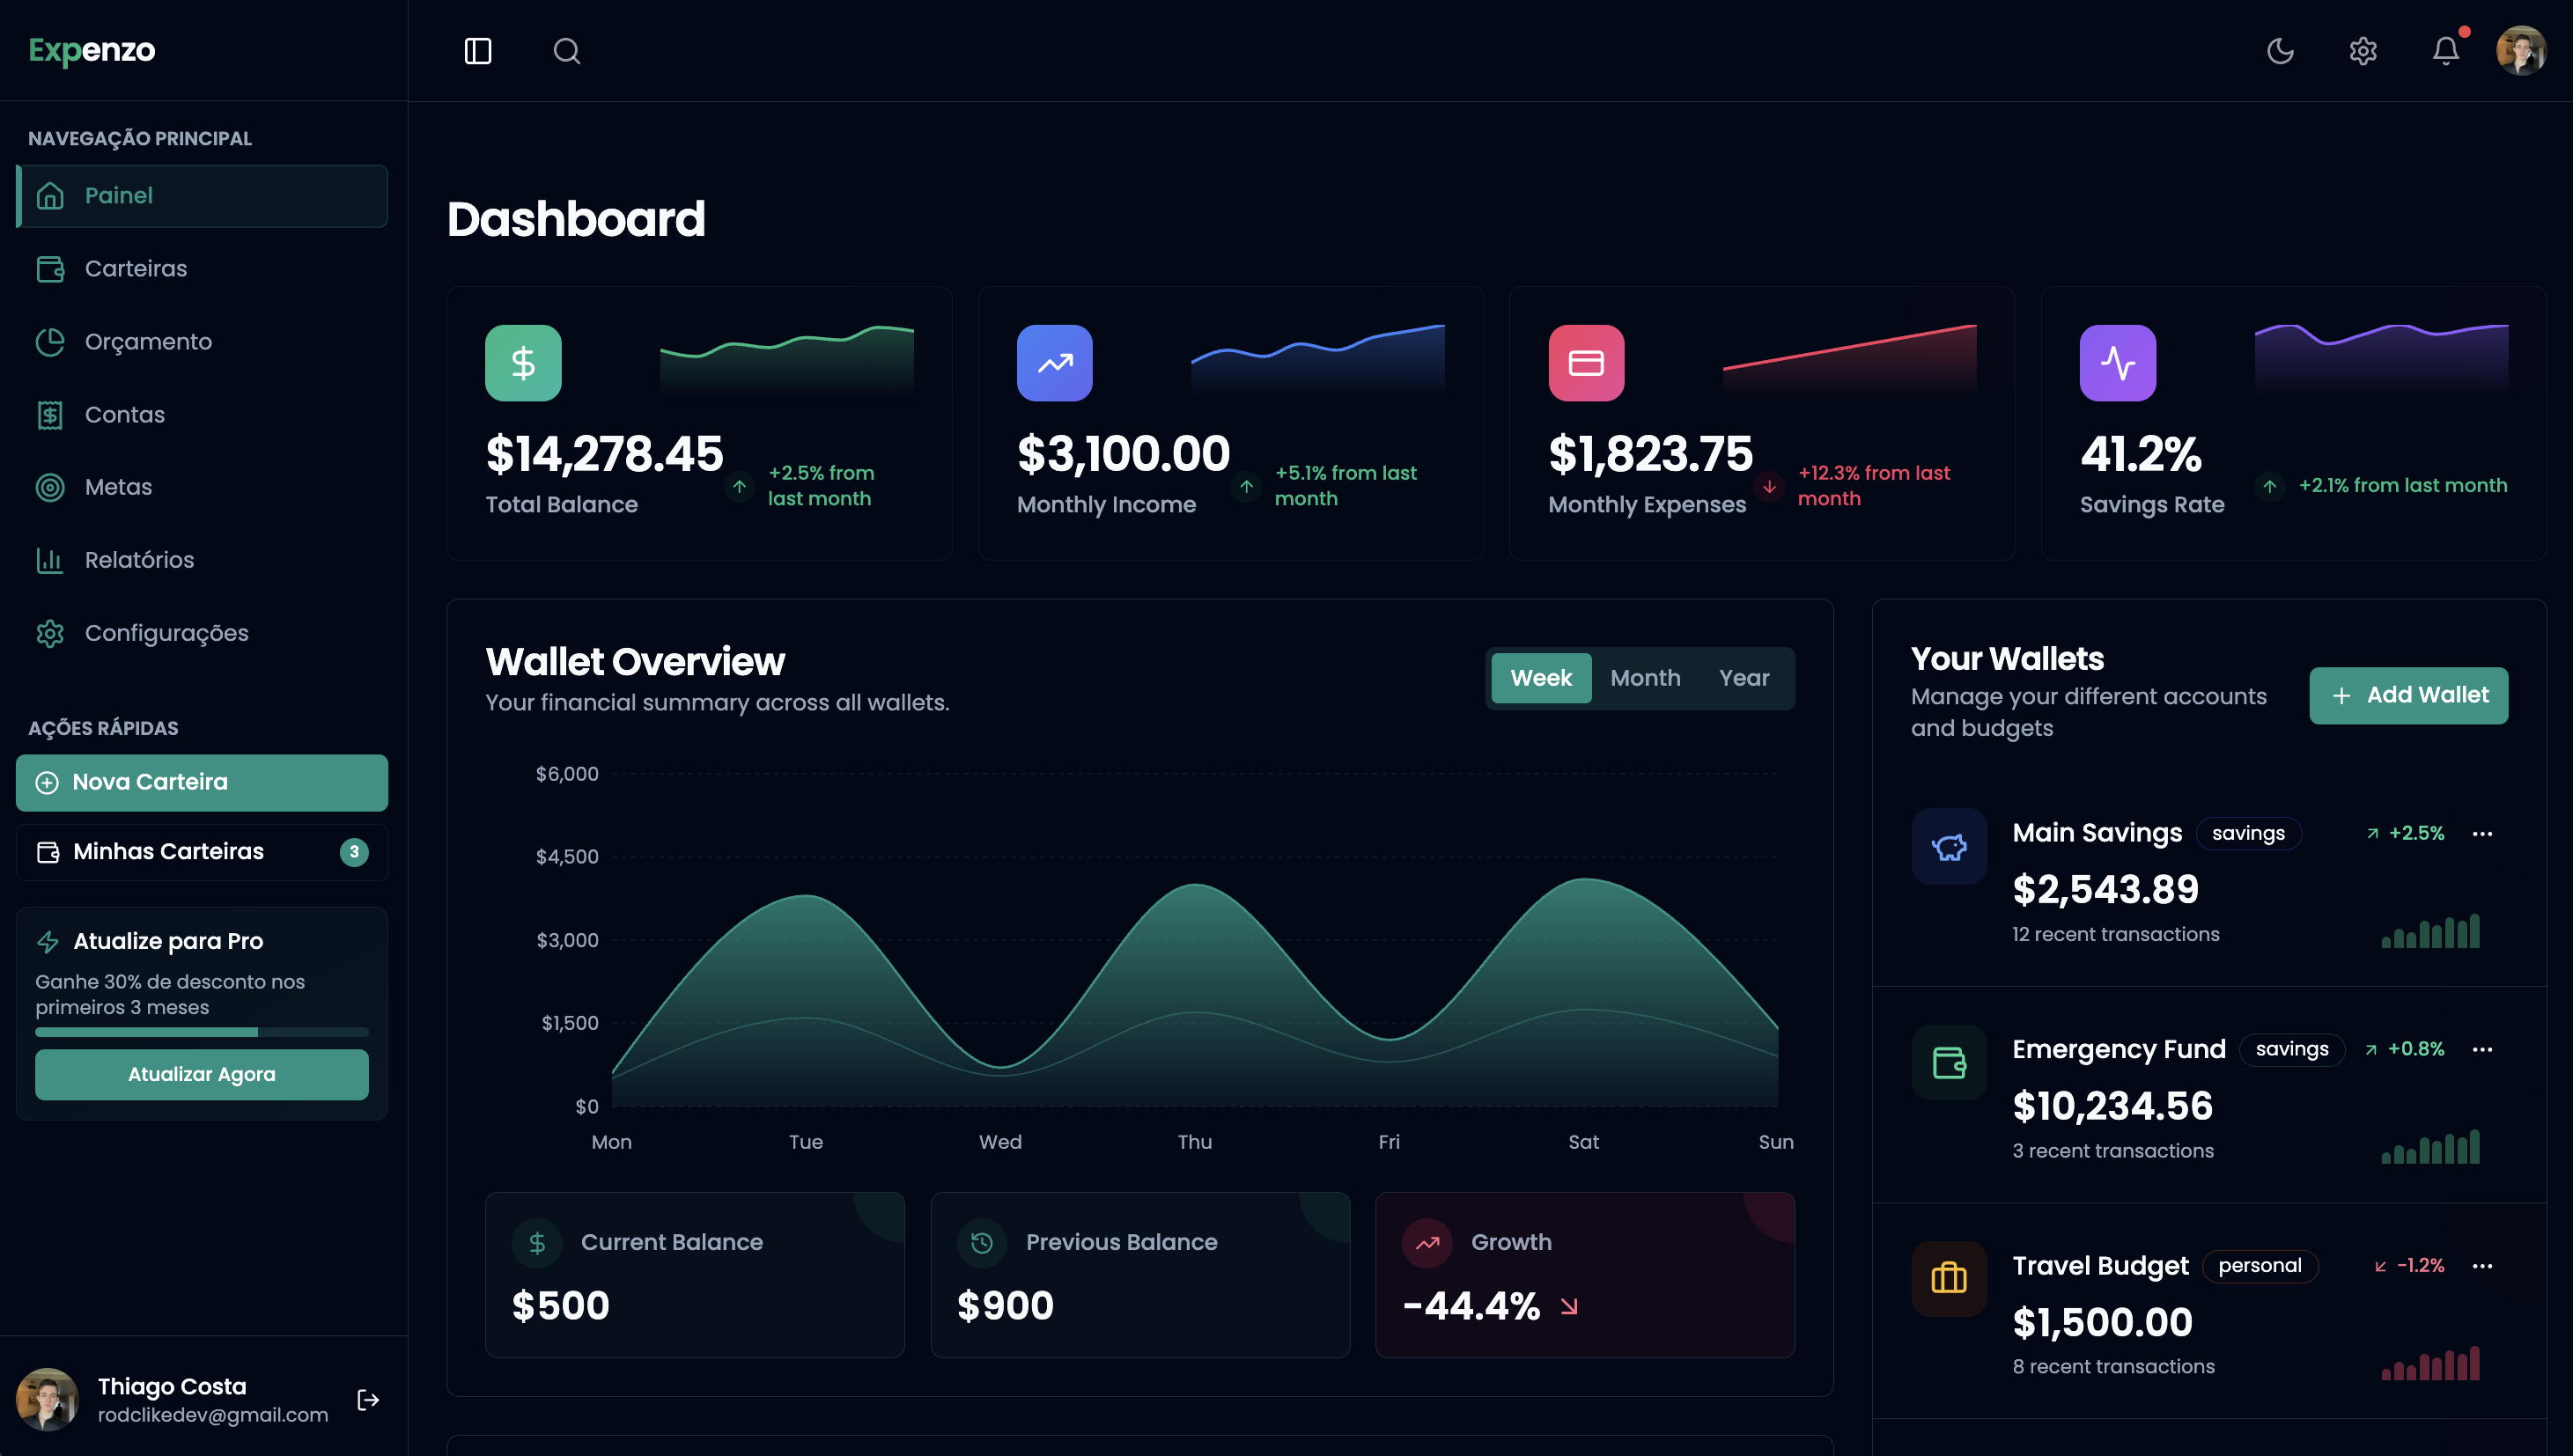 Expenzo
NAVEGAÇÃO PRINCIPAL
Painel
Carteiras
Orçamento
Contas
Metas
Relatórios
Configurações
AÇÕES RÁPIDAS
Nova Carteira
Minhas Carteiras 3
Atualize para Pro
Ganhe 30% de desconto nos
primeiros 3 meses
Atualizar Agora
Thiago Costa
rodclikedev@gmail.com
Dashboard
$14,278.45
Total Balance
+2.5% from
last month
$3,100.00
Monthly Income
+5.1% from last
month
$1,823.75
Monthly Expenses
+12.3% from last
month
41.2%
Savings Rate
+2.1% from last month
Wallet Overview
Your financial summary across all wallets.
Week Month Year
$6,000
$4,500
$3,000
$1,500
$0
Mon Tue Wed Thu Fri Sat Sun
Current Balance
$500
Previous Balance
$900
Growth
-44.4%
Your Wallets
Manage your different accounts
and budgets
Add Wallet
Main Savings savings +2.5%
$2,543.89
12 recent transactions
Emergency Fund savings +0.8%
$10,234.56
3 recent transactions
Travel Budget personal -1.2%
$1,500.00
8 recent transactions